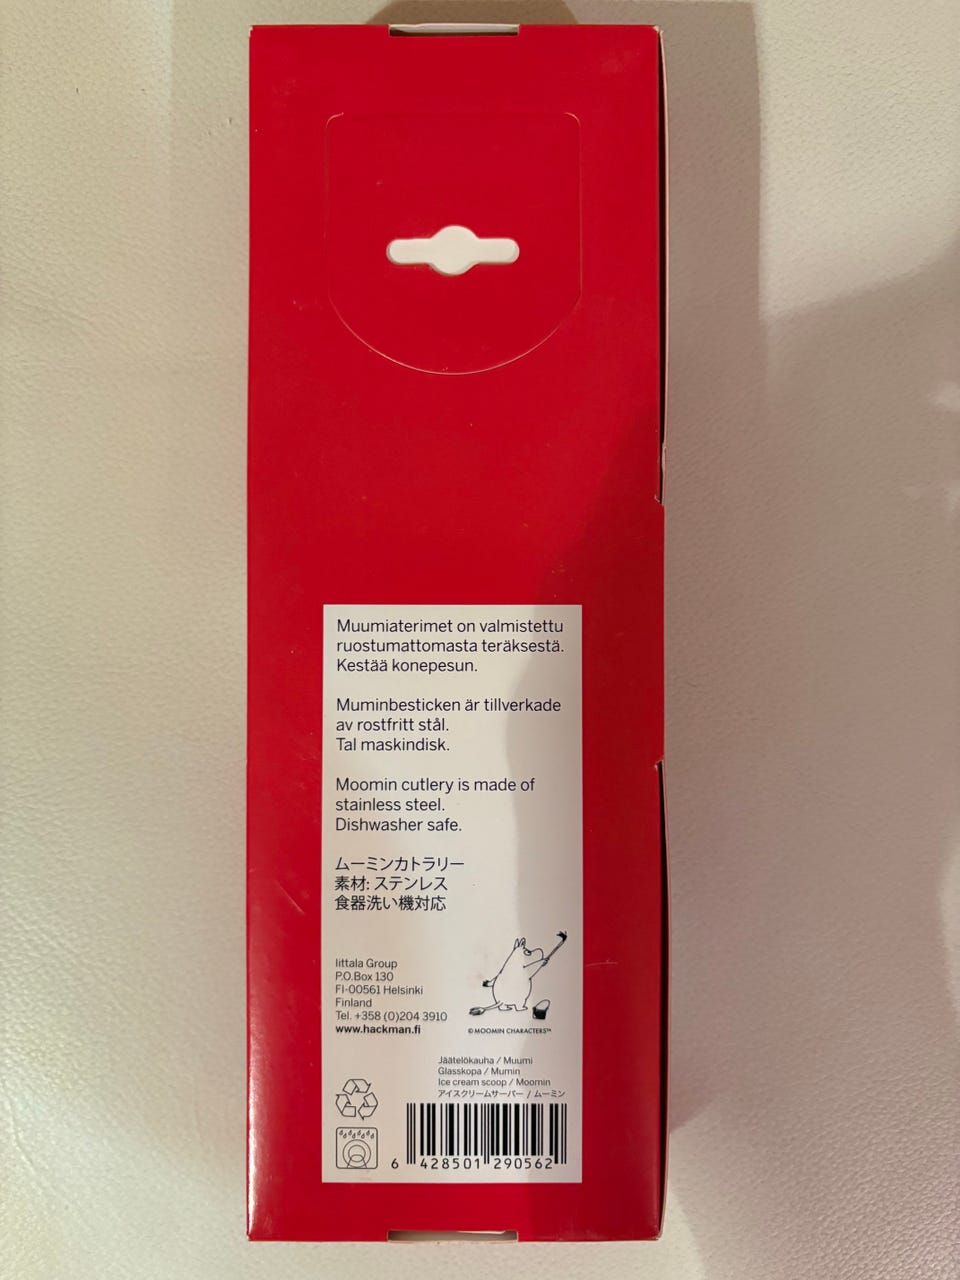 Muumiaterimet on valmistettu
ruostumattomasta teräksestä.
Kestää konepesun.
Muminbesticken är tillverkade
av rostfritt stål.
Tal maskindisk.
Moomin cutlery is made of
stainless steel.
Dishwasher safe.
ムーミンカトラリー
素材: ステンレス
食器洗い機対応
Iittala Group
P.O.Box 130
FI-00561 Helsinki
Finland
Tel. +358 (0)204 3910
www.hackman.fi
© MOOMIN CHARACTERS™
Jäätelökauha / Muumi
Glasskopa / Mumin
Ice cream scoop / Moomin
アイスクリームサーバー / ムーミン
6 428501 290562